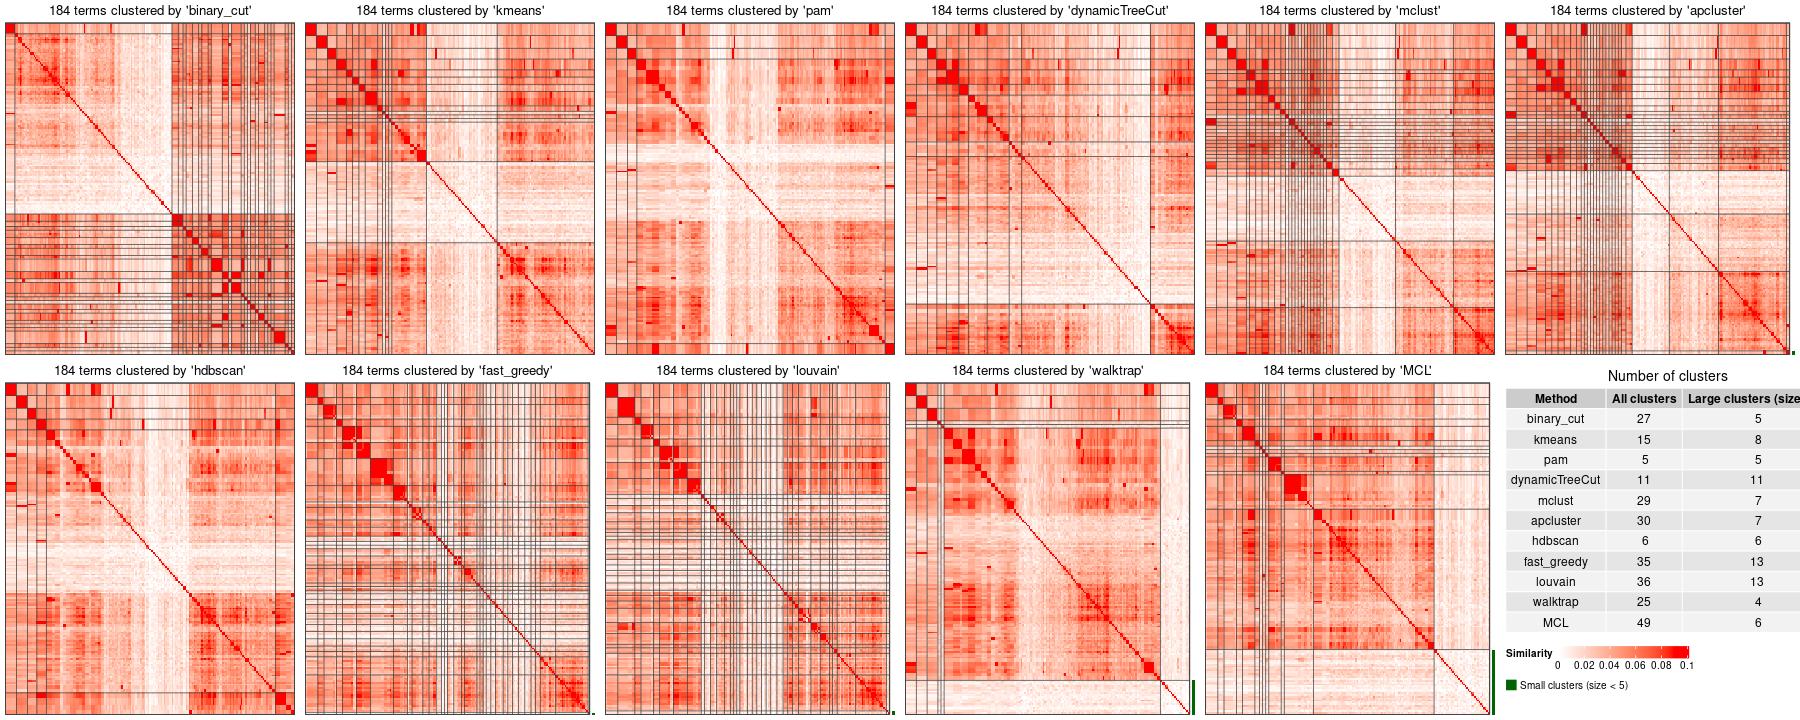 184 terms clustered by 'binary_cut'
184 terms clustered by 'kmeans'
184 terms clustered by 'pam'
184 terms clustered by 'dynamicTreeCut'
184 terms clustered by 'mclust'
184 terms clustered by 'apcluster'
184 terms clustered by 'hdbscan'
184 terms clustered by 'fast_greedy'
184 terms clustered by 'louvain'
184 terms clustered by 'walktrap'
184 terms clustered by 'MCL'
Number of clusters
Method All clusters Large clusters (size
binary_cut 27 5
kmeans 15 8
pam 5 5
dynamicTreeCut 11 11
mclust 29 7
apcluster 30 7
hdbscan 6 6
fast_greedy 35 13
louvain 36 13
walktrap 25 4
MCL 49 6
Similarity
0 0.02 0.04 0.06 0.08 0.1
Small clusters (size < 5)